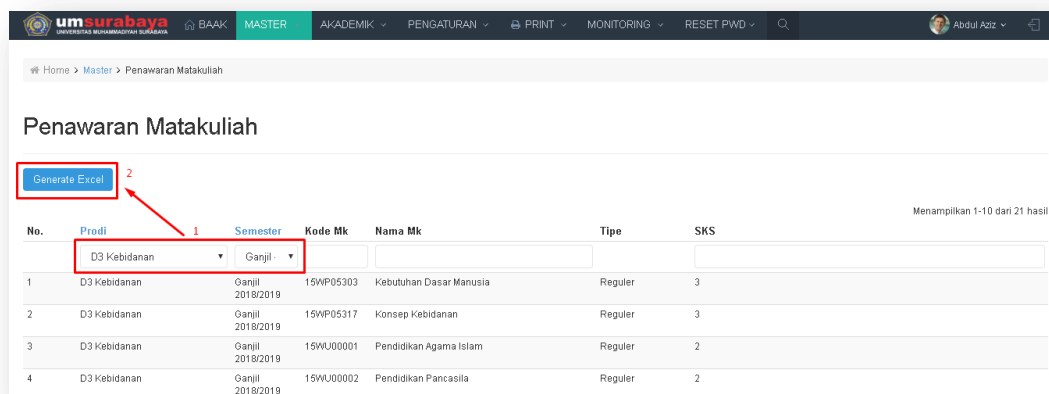 umsurabaya BAAK MASTER AKADEMIK PENGATURAN PRINT MONITORING RESET PWD Abdul Aziz
UNIVERSITAS MUHAMMADIYAH SURABAYA
Home > Master > Penawaran Matakuliah
Penawaran Matakuliah
Generate Excel 2
Menampilkan 1-10 dari 21 hasil
No. Prodi 1 Semester Kode Mk Nama Mk Tipe SKS
D3 Kebidanan Ganjil -
1 D3 Kebidanan Ganjil 15WP05303 Kebutuhan Dasar Manusia Reguler 3
2018/2019
2 D3 Kebidanan Ganjil 15WP05317 Konsep Kebidanan Reguler 3
2018/2019
3 D3 Kebidanan Ganjil 15WU00001 Pendidikan Agama Islam Reguler 2
2018/2019
4 D3 Kebidanan Ganjil 15WU00002 Pendidikan Pancasila Reguler 2
2018/2019